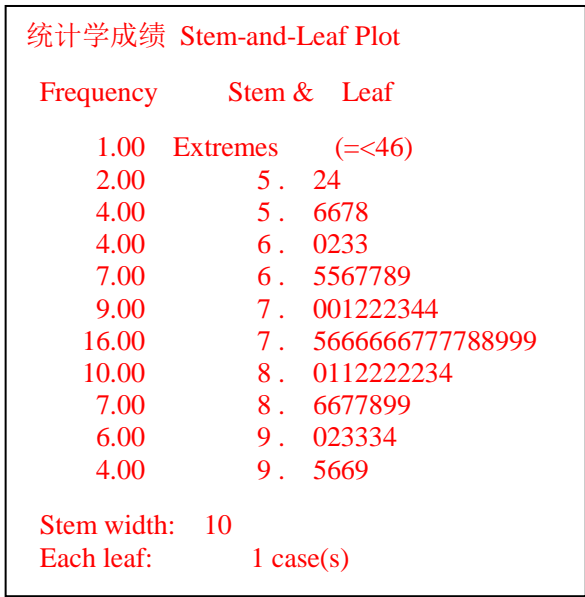 统计学成绩 Stem-and-Leaf Plot
Frequency Stem & Leaf
1.00 Extremes (=<46)
2.00 5 . 24
4.00 5 . 6678
4.00 6 . 0233
7.00 6 . 5567789
9.00 7 . 001222344
16.00 7 . 5666666777788999
10.00 8 . 0112222234
7.00 8 . 6677899
6.00 9 . 023334
4.00 9 . 5669
Stem width: 10
Each leaf: 1 case(s)